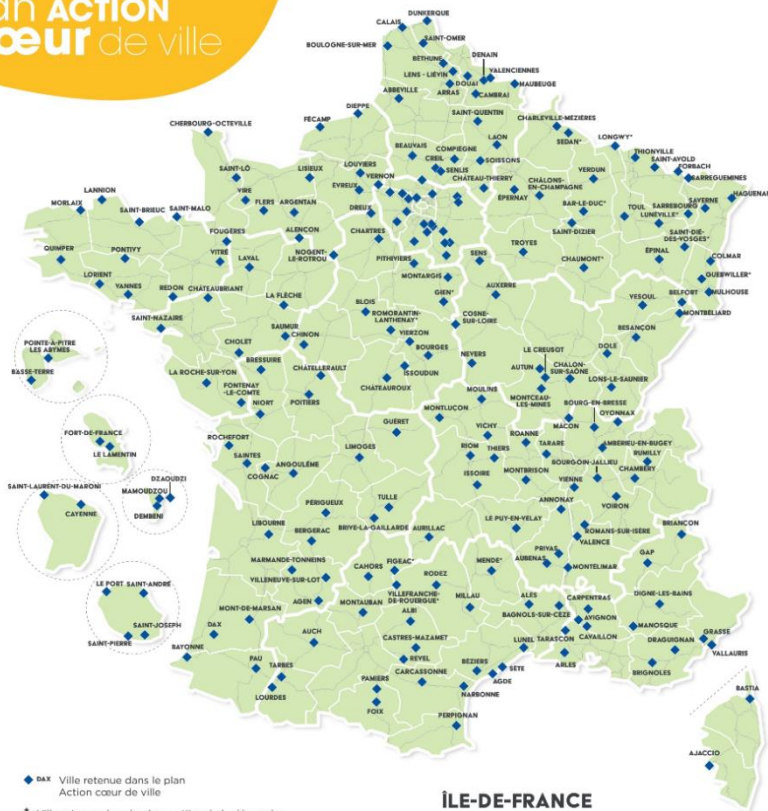 an ACTION
cœur de ville
DUNKERQUE
CALAIS
SAINT-OMER
BOULOGNE-SUR-MER
DENAIN
BÉTHUNE
VALENCIENNES
LENS - LIÉVIN
DOUAI
MAUBEUGE
ABBEVILLE
ARRAS
CAMBRAI
DIEPPE
SAINT-QUENTIN
CHARLEVILLE-MÉZIÈRES
FÉCAMP
CHERBOURG-OCTEVILLE
LAON
SEDAN*
LONGWY*
BEAUVAIS
COMPIÈGNE
THIONVILLE
CREIL
SOISSONS
SAINT-AVOLD
FORBACH
SAINT-LÔ
LISIEUX
LOUVIERS
SENLIS
VERDUN
SARREGUEMINES
VERNON
CHÂTEAU-THIERRY
CHÂLONS-
EN-CHAMPAGNE
ÉVREUX
VIRE
LANNION
FLERS
ARGENTAN
ÉPERNAY
BAR-LE-DUC*
TOUL
SARREBOURG
SAVERNE
HAGUENAU
MORLAIX
SAINT-BRIEUC
SAINT-MALO
DREUX
LUNÉVILLE*
FOUGÈRES
ALENÇON
CHARTRES
SAINT-DIZIER
SAINT-DIÉ-
DES-VOSGES*
QUIMPER
PONTIVY
VITRÉ
LAVAL
NOGENT-
LE-ROTROU
PITHIVIERS
SENS
TROYES
ÉPINAL
COLMAR
CHAUMONT*
LORIENT
MONTARGIS
GUEBWILLER*
VANNES
REDON
CHÂTEAUBRIANT
AUXERRE
GIEN*
BELFORT
MULHOUSE
LA FLÈCHE
BLOIS
VESOUL
ROMORANTIN-
LANTHENAY*
COSNE-
SUR-LOIRE
MONTBÉLIARD
SAINT-NAZAIRE
SAUMUR
CHINON
VIERZON
BESANÇON
POINTE-À-PITRE
LES ABYMES
CHOLET
BOURGES
LE CREUSOT
DOLE
BRESSUIRE
NEVERS
AUTUN
CHALON-
SUR-SAÔNE
BASSE-TERRE
LA ROCHE-SUR-YON
CHÂTELLERAULT
ISSOUDUN
LONS-LE-SAUNIER
FONTENAY
-LE-COMTE
CHÂTEAUROUX
MOULINS
MONTCEAU-
LES-MINES
BOURG-EN-BRESSE
NIORT
POITIERS
MONTLUÇON
OYONNAX
GUÉRET
MÂCON
VICHY
FORT-DE-FRANCE
ROCHEFORT
ROANNE
TARARE
AMBÉRIEU-EN-BUGEY
LE LAMENTIN
SAINTES
LIMOGES
RIOM
THIERS
RUMILLY
ANGOULÊME
BOURGOIN-JALLIEU
COGNAC
ISSOIRE
MONTBRISON
CHAMBÉRY
SAINT-LAURENT-DU-MARONI
DZAOUDZI
VIENNE
MAMOUDZOU
TULLE
ANNONAY
VOIRON
CAYENNE
DEMBENI
PÉRIGUEUX
LE PUY-EN-VELAY
LIBOURNE
BERGERAC
BRIVE-LA-GAILLARDE
AURILLAC
ROMANS-SUR-ISÈRE
BRIANÇON
VALENCE
PRIVAS
GAP
MARMANDE-TONNEINS
CAHORS
FIGEAC*
MENDE*
AUBENAS
MONTÉLIMAR
LE PORT
SAINT-ANDRÉ
VILLENEUVE-SUR-LOT
RODEZ
VILLEFRANCHE-
DE-ROUERGUE*
AGEN
MONTAUBAN
MILLAU
ALÈS
CARPENTRAS
DIGNE-LES-BAINS
MONT-DE-MARSAN
ALBI
BAGNOLS-SUR-CÈZE
AVIGNON
SAINT-JOSEPH
DAX
AUCH
CASTRES-MAZAMET
MANOSQUE
GRASSE
SAINT-PIERRE
LUNEL
TARASCON
CAVAILLON
DRAGUIGNAN
BAYONNE
REVEL
VALLAURIS
PAU
TARBES
CARCASSONNE
BÉZIERS
SÈTE
ARLES
BRIGNOLES
PAMIERS
AGDE
LOURDES
NARBONNE
BASTIA
FOIX
PERPIGNAN
AJACCIO
DAX Ville retenue dans le plan
Action cœur de ville
ÎLE-DE-FRANCE